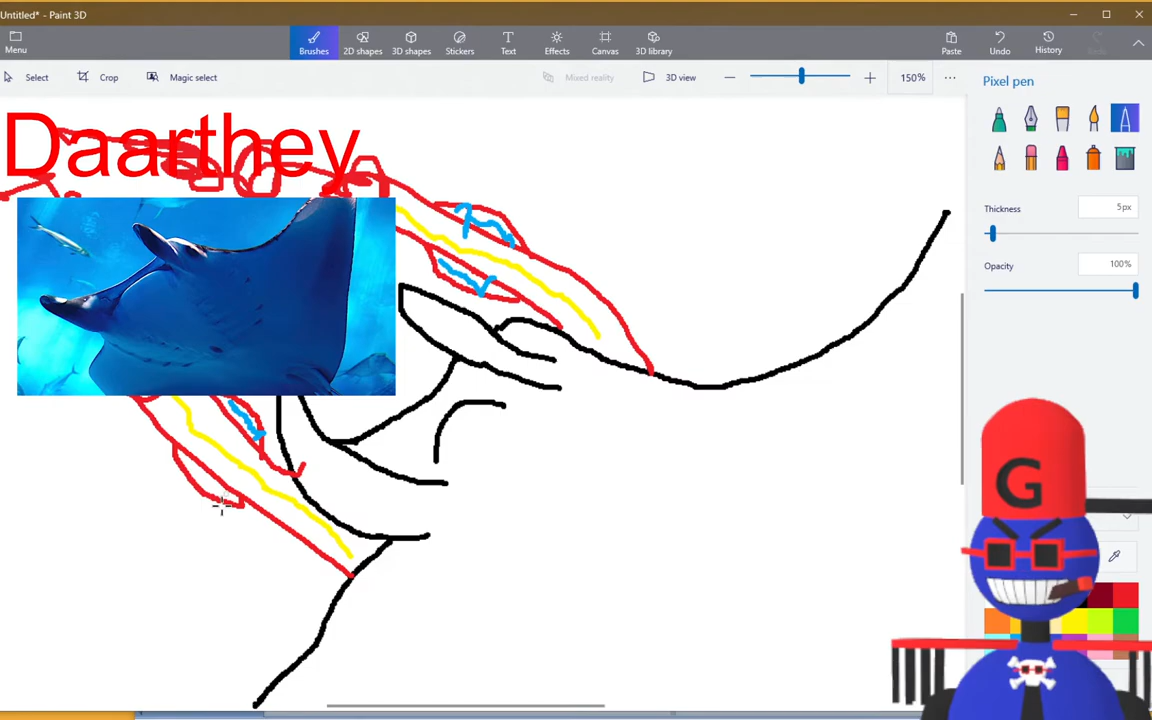 Untitled* - Paint 3D
Menu
Brushes
2D shapes
3D shapes
Stickers
Text
Effects
Canvas
3D library
Paste
Undo
History
Redo
Select
Crop
Magic select
Mixed reality
3D view
150%
Pixel pen
Daarthey
Thickness
5px
Opacity
100%
G